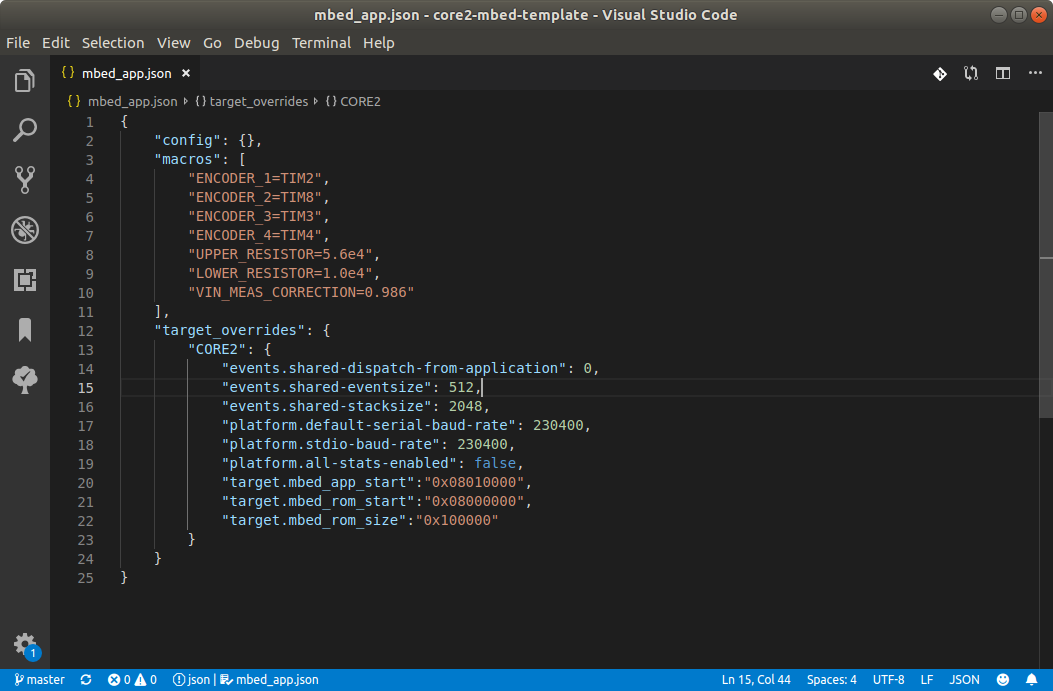 mbed_app.json - core2-mbed-template - Visual Studio Code
File Edit Selection View Go Debug Terminal Help
{} mbed_app.json ×
{} mbed_app.json › {} target_overrides › {} CORE2
1 {
2     "config": {},
3     "macros": [
4         "ENCODER_1=TIM2",
5         "ENCODER_2=TIM8",
6         "ENCODER_3=TIM3",
7         "ENCODER_4=TIM4",
8         "UPPER_RESISTOR=5.6e4",
9         "LOWER_RESISTOR=1.0e4",
10         "VIN_MEAS_CORRECTION=0.986"
11     ],
12     "target_overrides": {
13         "CORE2": {
14             "events.shared-dispatch-from-application": 0,
15             "events.shared-eventsize": 512,
16             "events.shared-stacksize": 2048,
17             "platform.default-serial-baud-rate": 230400,
18             "platform.stdio-baud-rate": 230400,
19             "platform.all-stats-enabled": false,
20             "target.mbed_app_start":"0x08010000",
21             "target.mbed_rom_start":"0x08000000",
22             "target.mbed_rom_size":"0x100000"
23         }
24     }
25 }
1
master 0 0 json | mbed_app.json Ln 15, Col 44 Spaces: 4 UTF-8 LF JSON